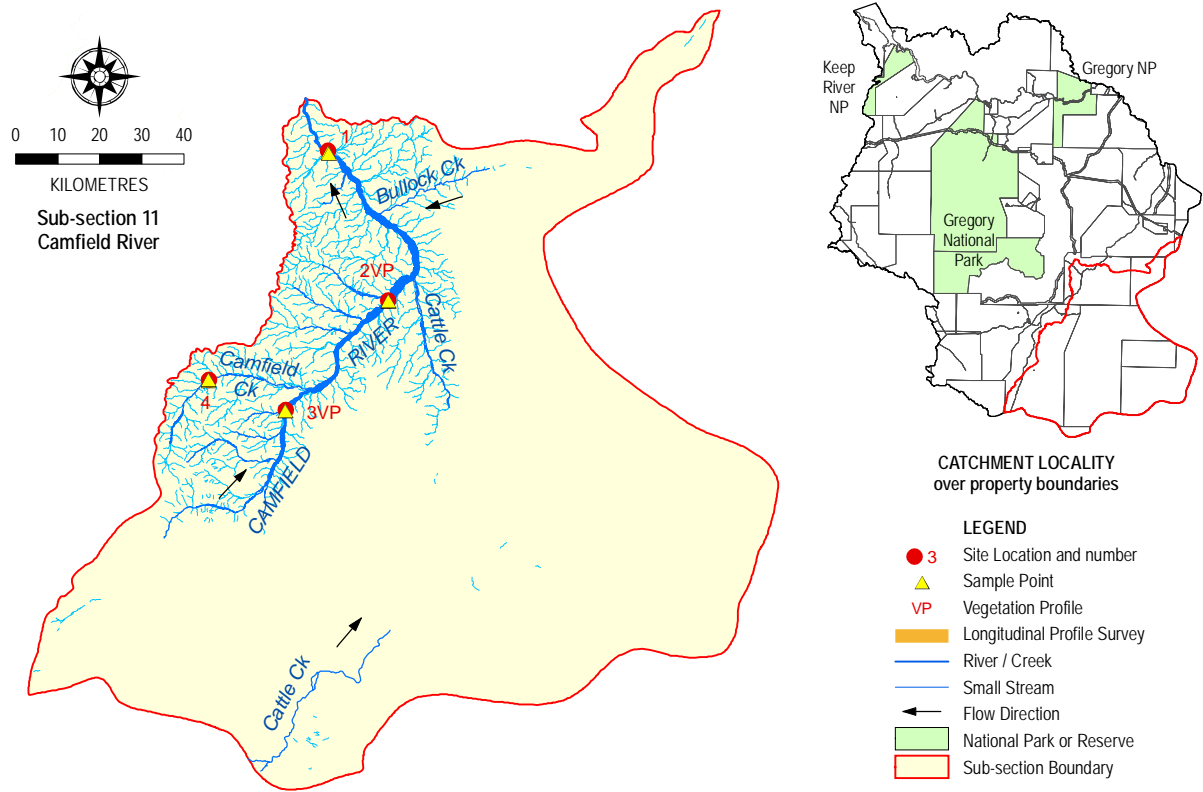 0 10 20 30 40
KILOMETRES
Sub-section 11
Camfield River
1
Bullock Ck
2VP
RIVER
Cattle Ck
Camfield
Ck
4
3VP
CAMFIELD
Cattle Ck
Keep
River
NP
Gregory NP
Gregory
National
Park
CATCHMENT LOCALITY
over property boundaries
LEGEND
3 Site Location and number
Sample Point
VP Vegetation Profile
Longitudinal Profile Survey
River / Creek
Small Stream
Flow Direction
National Park or Reserve
Sub-section Boundary